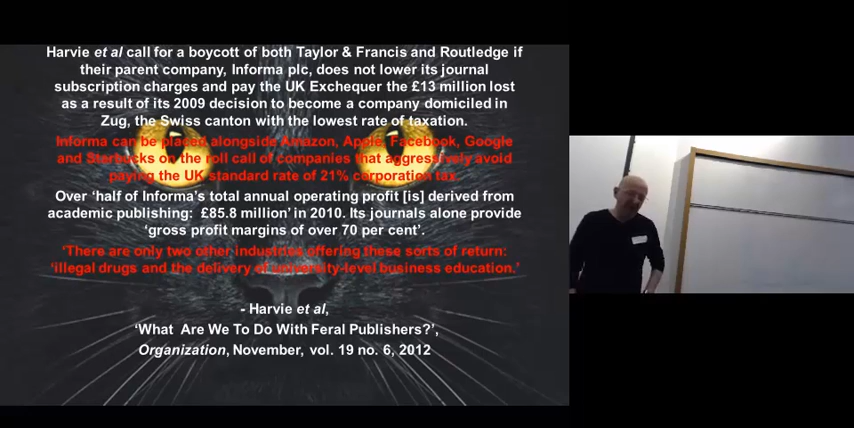 Harvie et al call for a boycott of both Taylor & Francis and Routledge if
their parent company, Informa plc, does not lower its journal
subscription charges and pay the UK Exchequer the £13 million lost
as a result of its 2009 decision to become a company domiciled in
Zug, the Swiss canton with the lowest rate of taxation.
Informa can be placed alongside Amazon, Apple, Facebook, Google
and Starbucks on the roll call of companies that aggressively avoid
paying the UK standard rate of 21% corporation tax.
Over ‘half of Informa's total annual operating profit [is] derived from
academic publishing: £85.8 million’ in 2010. Its journals alone provide
‘gross profit margins of over 70 per cent’.
‘There are only two other industries offering these sorts of return:
‘illegal drugs and the delivery of university-level business education.’
- Harvie et al,
‘What Are We To Do With Feral Publishers?’,
Organization, November, vol. 19 no. 6, 2012